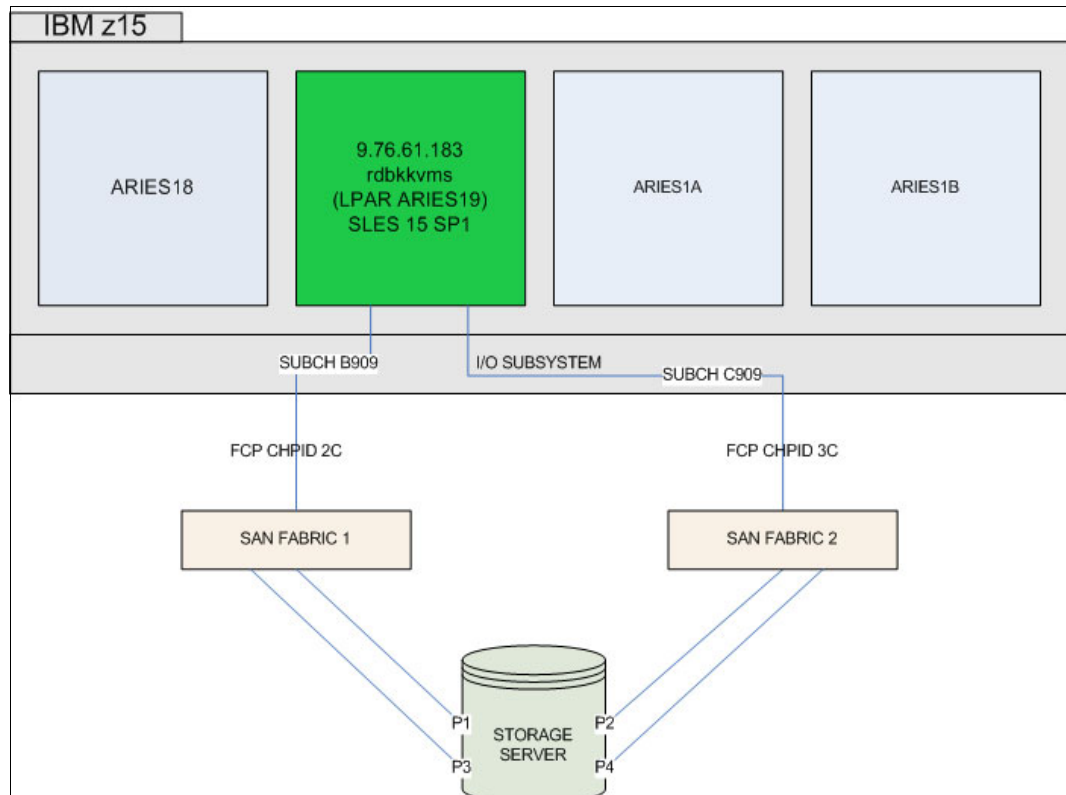 IBM z15
ARIES18
9.76.61.183
rdbkkvms
(LPAR ARIES19)
SLES 15 SP1
ARIES1A
ARIES1B
SUBCH B909
I/O SUBSYSTEM
SUBCH C909
FCP CHPID 2C
FCP CHPID 3C
SAN FABRIC 1
SAN FABRIC 2
P1
P2
STORAGE
SERVER
P3
P4